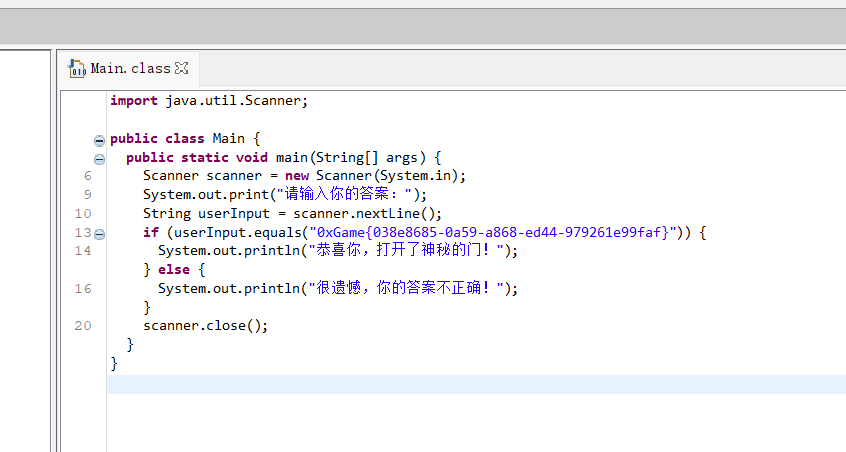 Main.class
import java.util.Scanner;
public class Main {
public static void main(String[] args) {
6 Scanner scanner = new Scanner(System.in);
9 System.out.print("请输入你的答案：");
10 String userInput = scanner.nextLine();
13 if (userInput.equals("0xGame{038e8685-0a59-a868-ed44-979261e99faf}")) {
14 System.out.println("恭喜你，打开了神秘的门！");
} else {
16 System.out.println("很遗憾，你的答案不正确！");
}
20 scanner.close();
}
}